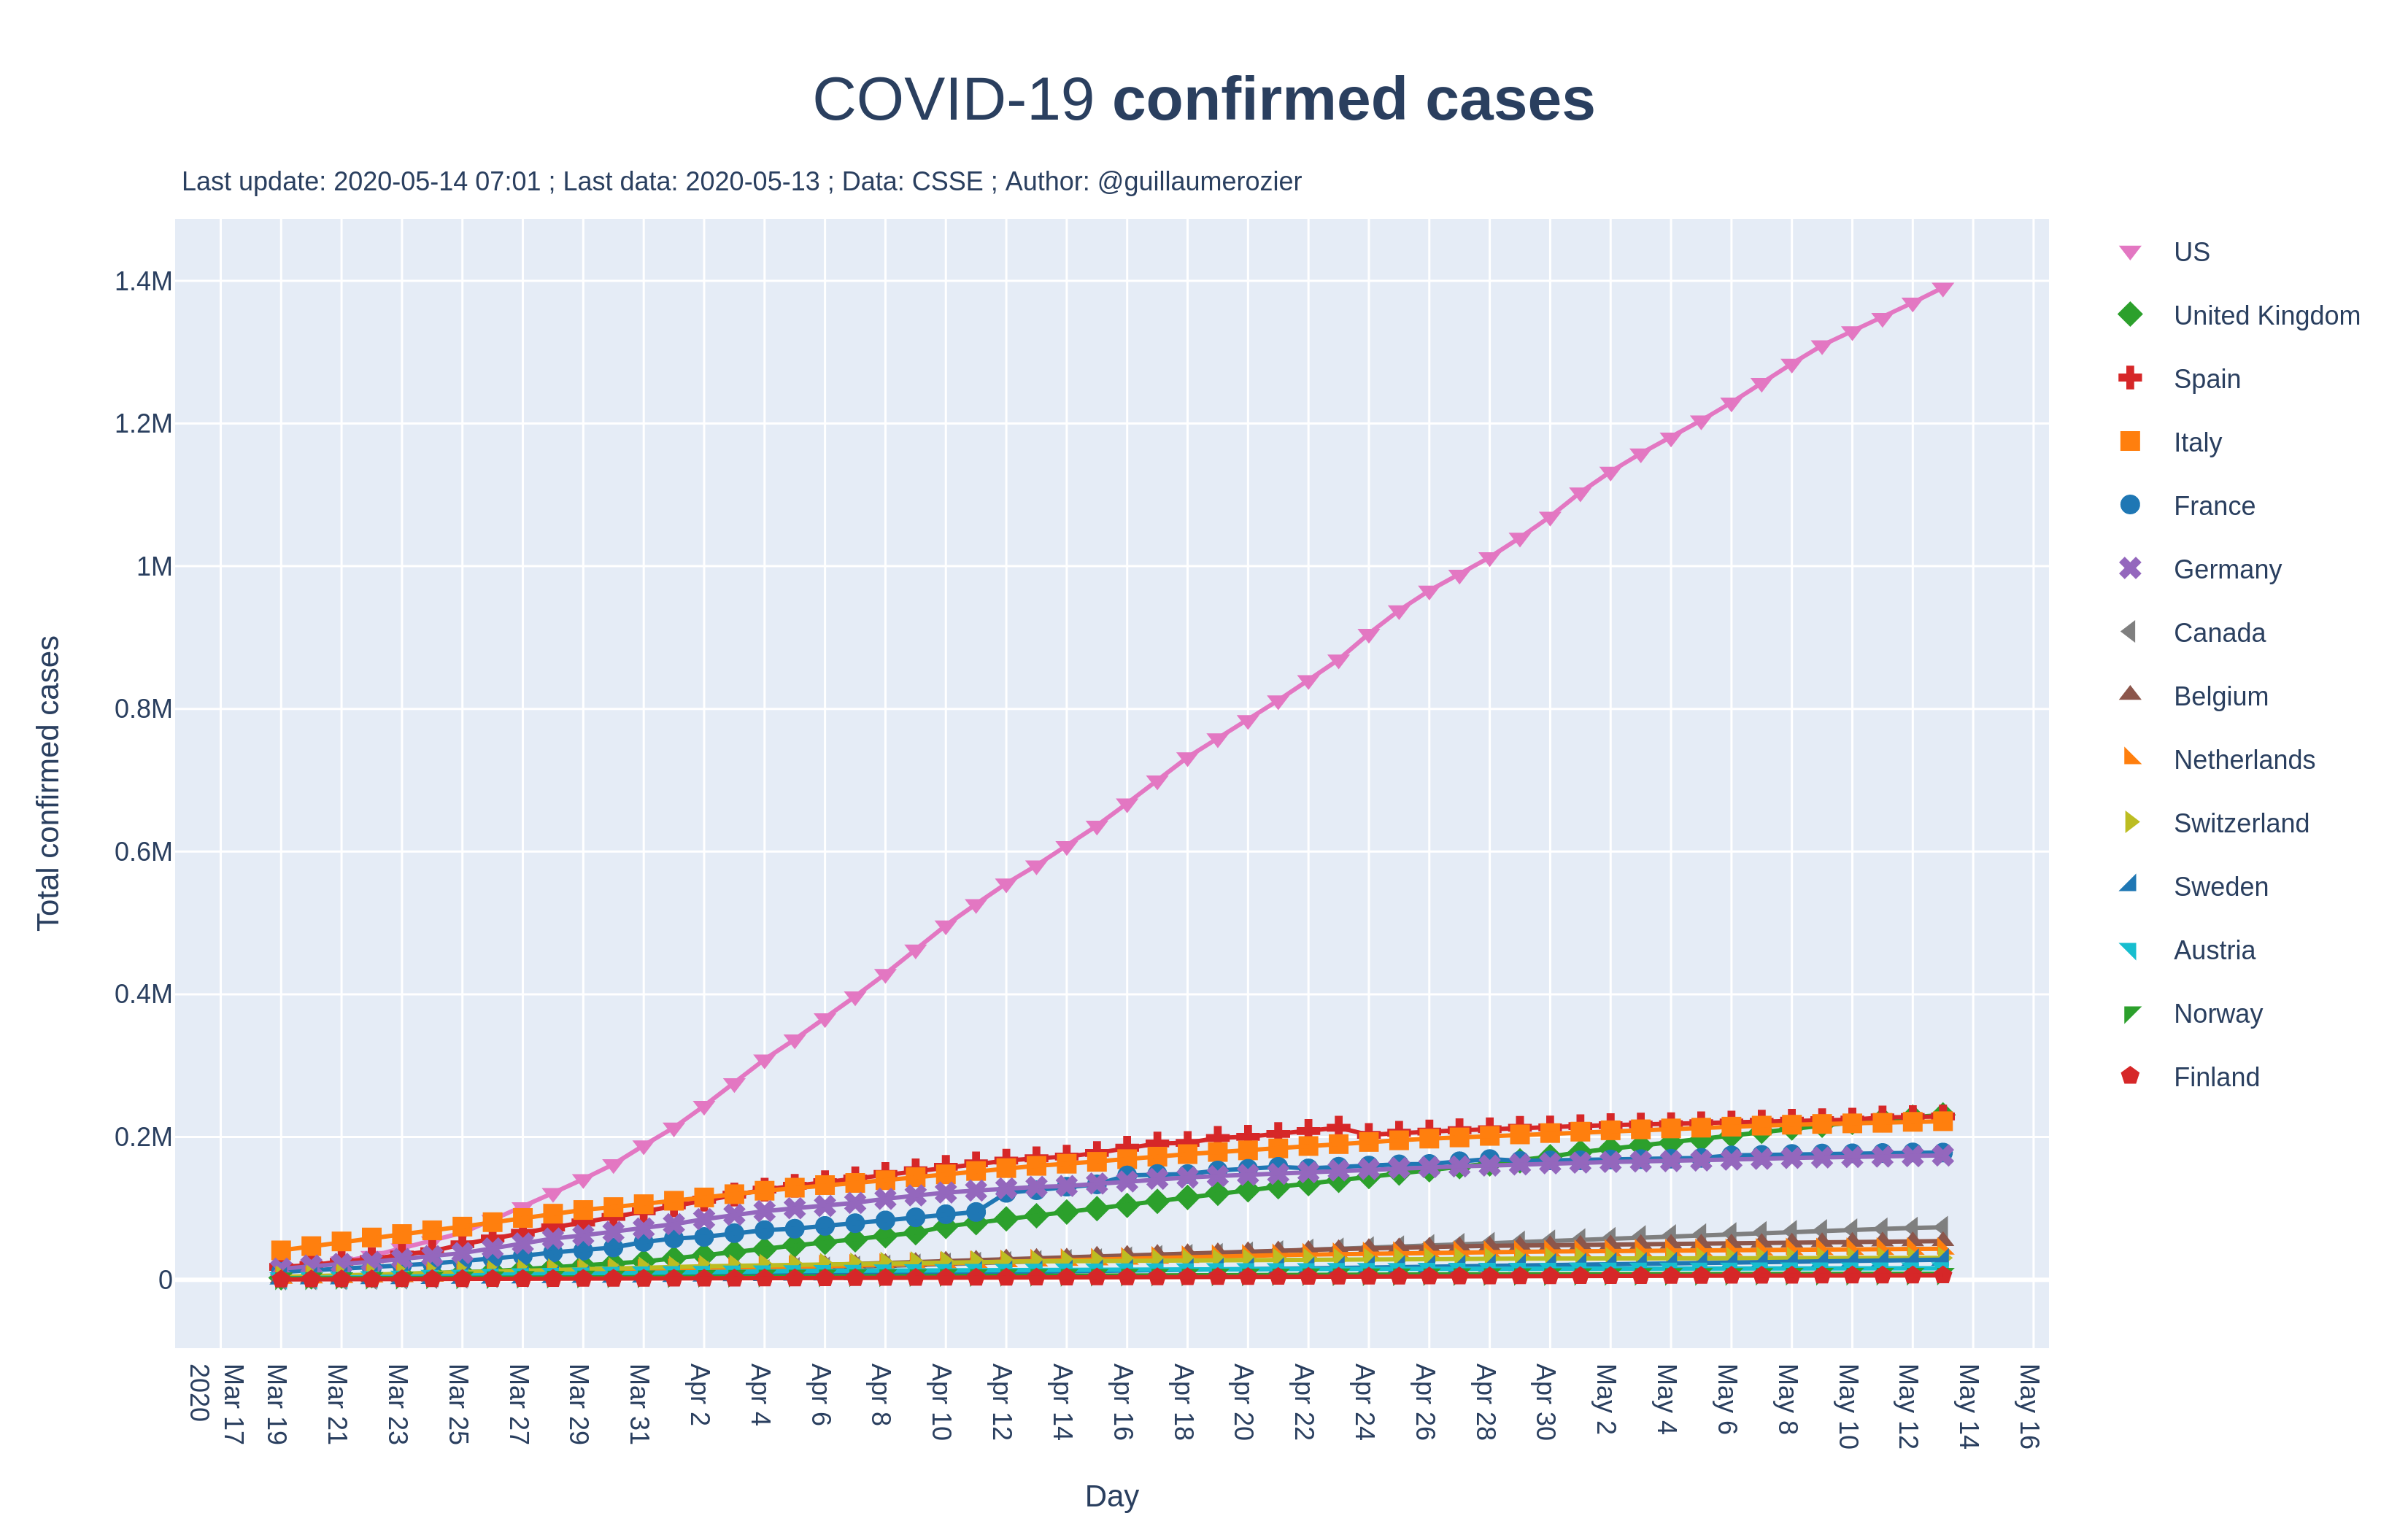 COVID-19 confirmed cases
Last update: 2020-05-14 07:01 ; Last data: 2020-05-13 ; Data: CSSE ; Author: @guillaumerozier
1.4M
1.2M
1M
0.8M
0.6M
0.4M
0.2M
0
Total confirmed cases
Mar 17
2020
Mar 19
Mar 21
Mar 23
Mar 25
Mar 27
Mar 29
Mar 31
Apr 2
Apr 4
Apr 6
Apr 8
Apr 10
Apr 12
Apr 14
Apr 16
Apr 18
Apr 20
Apr 22
Apr 24
Apr 26
Apr 28
Apr 30
May 2
May 4
May 6
May 8
May 10
May 12
May 14
May 16
Day
US
United Kingdom
Spain
Italy
France
Germany
Canada
Belgium
Netherlands
Switzerland
Sweden
Austria
Norway
Finland